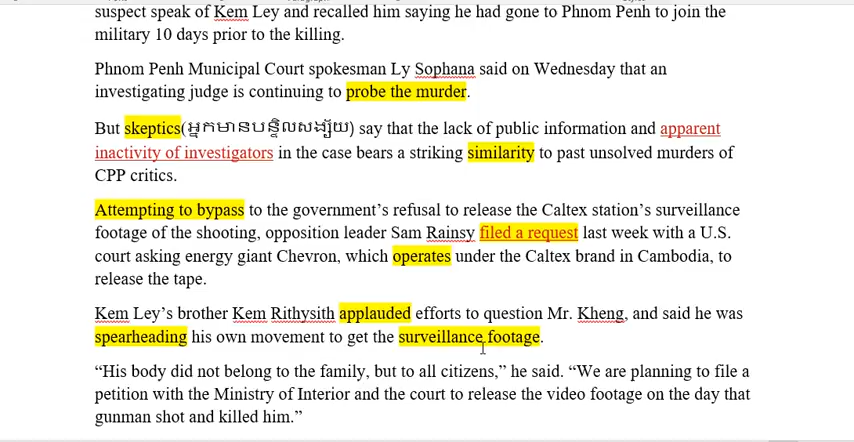 suspect speak of Kem Ley and recalled him saying he had gone to Phnom Penh to join the
military 10 days prior to the killing.
Phnom Penh Municipal Court spokesman Ly Sophana said on Wednesday that an
investigating judge is continuing to probe the murder.
But skeptics(អ្នកមានបន្ទិលសង្ស័យ) say that the lack of public information and apparent
inactivity of investigators in the case bears a striking similarity to past unsolved murders of
CPP critics.
Attempting to bypass to the government’s refusal to release the Caltex station’s surveillance
footage of the shooting, opposition leader Sam Rainsy filed a request last week with a U.S.
court asking energy giant Chevron, which operates under the Caltex brand in Cambodia, to
release the tape.
Kem Ley’s brother Kem Rithysith applauded efforts to question Mr. Kheng, and said he was
spearheading his own movement to get the surveillance footage.
“His body did not belong to the family, but to all citizens,” he said. “We are planning to file a
petition with the Ministry of Interior and the court to release the video footage on the day that
gunman shot and killed him.”